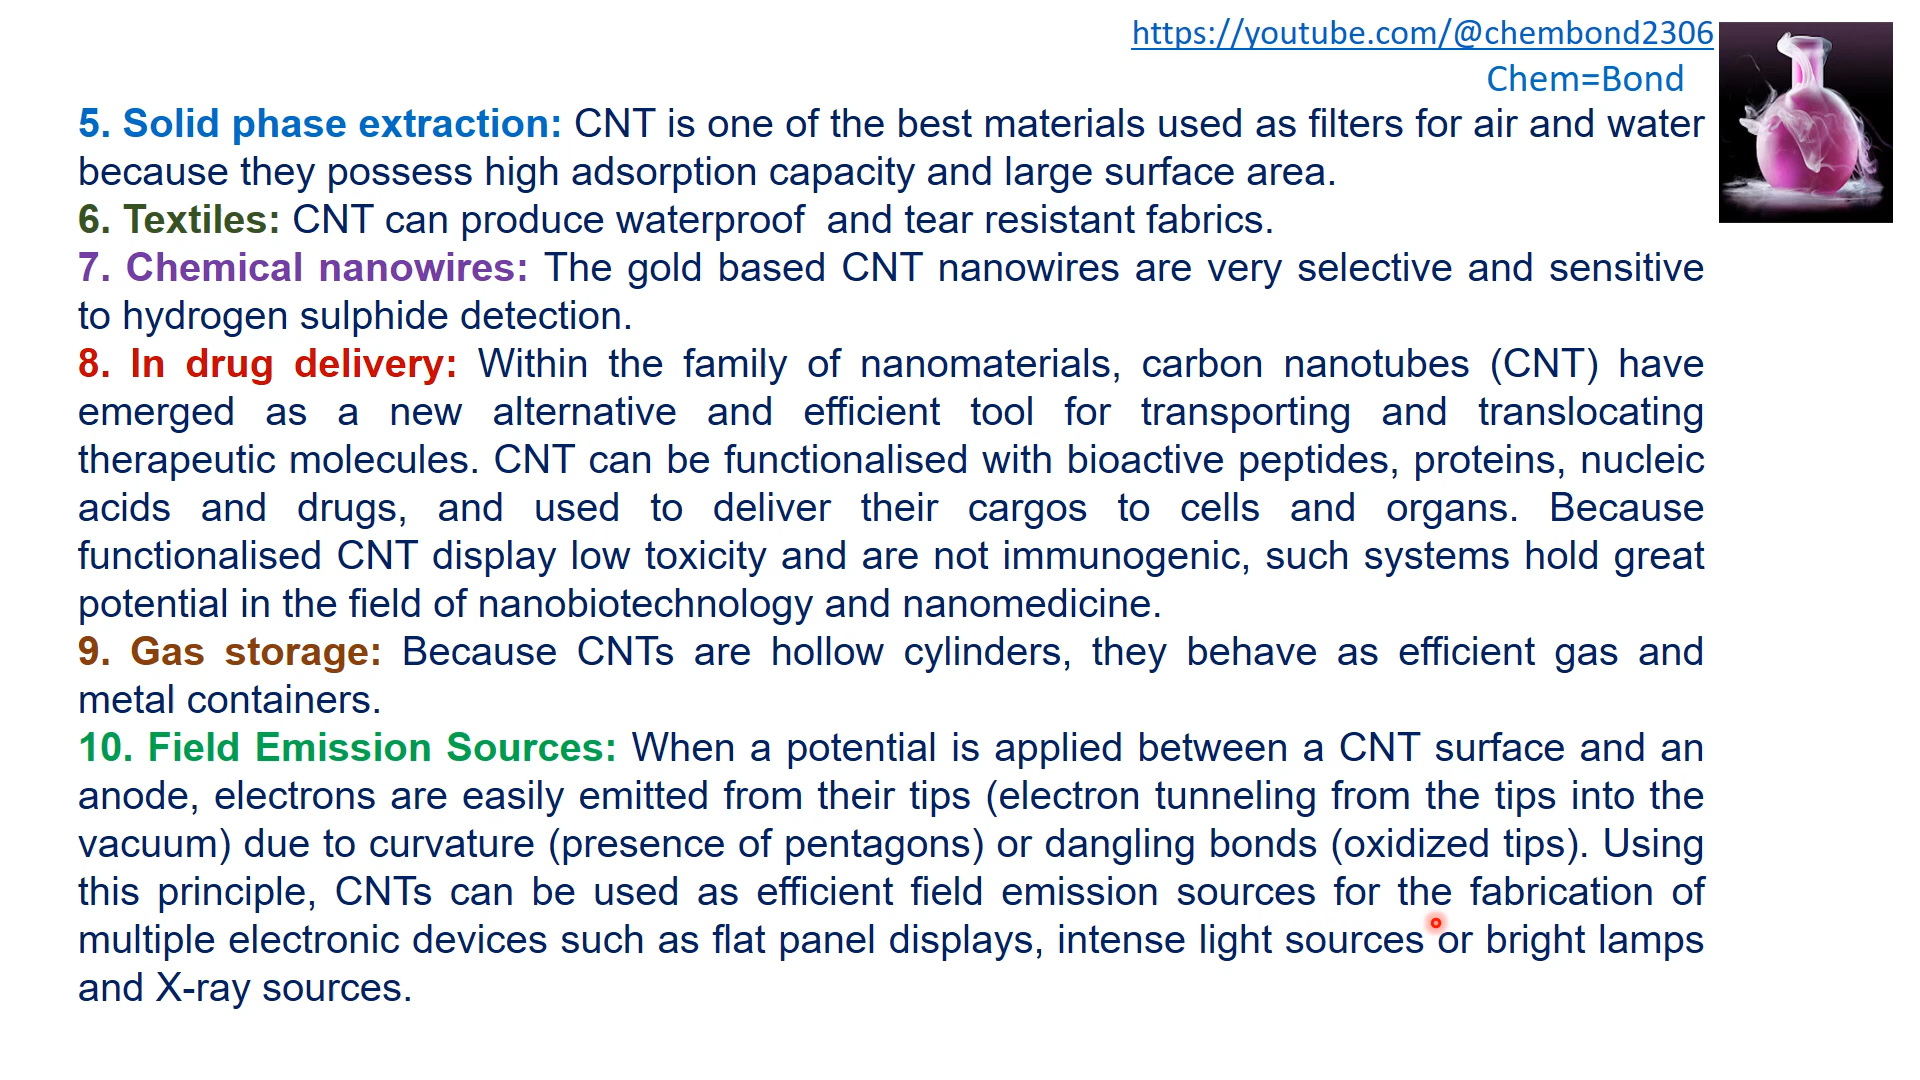 https://youtube.com/@chembond2306
Chem=Bond
5. Solid phase extraction: CNT is one of the best materials used as filters for air and water
because they possess high adsorption capacity and large surface area.
6. Textiles: CNT can produce waterproof  and tear resistant fabrics.
7. Chemical nanowires: The gold based CNT nanowires are very selective and sensitive
to hydrogen sulphide detection.
8. In drug delivery: Within the family of nanomaterials, carbon nanotubes (CNT) have
emerged as a new alternative and efficient tool for transporting and translocating
therapeutic molecules. CNT can be functionalised with bioactive peptides, proteins, nucleic
acids and drugs, and used to deliver their cargos to cells and organs. Because
functionalised CNT display low toxicity and are not immunogenic, such systems hold great
potential in the field of nanobiotechnology and nanomedicine.
9. Gas storage: Because CNTs are hollow cylinders, they behave as efficient gas and
metal containers.
10. Field Emission Sources: When a potential is applied between a CNT surface and an
anode, electrons are easily emitted from their tips (electron tunneling from the tips into the
vacuum) due to curvature (presence of pentagons) or dangling bonds (oxidized tips). Using
this principle, CNTs can be used as efficient field emission sources for the fabrication of
multiple electronic devices such as flat panel displays, intense light sources or bright lamps
and X-ray sources.